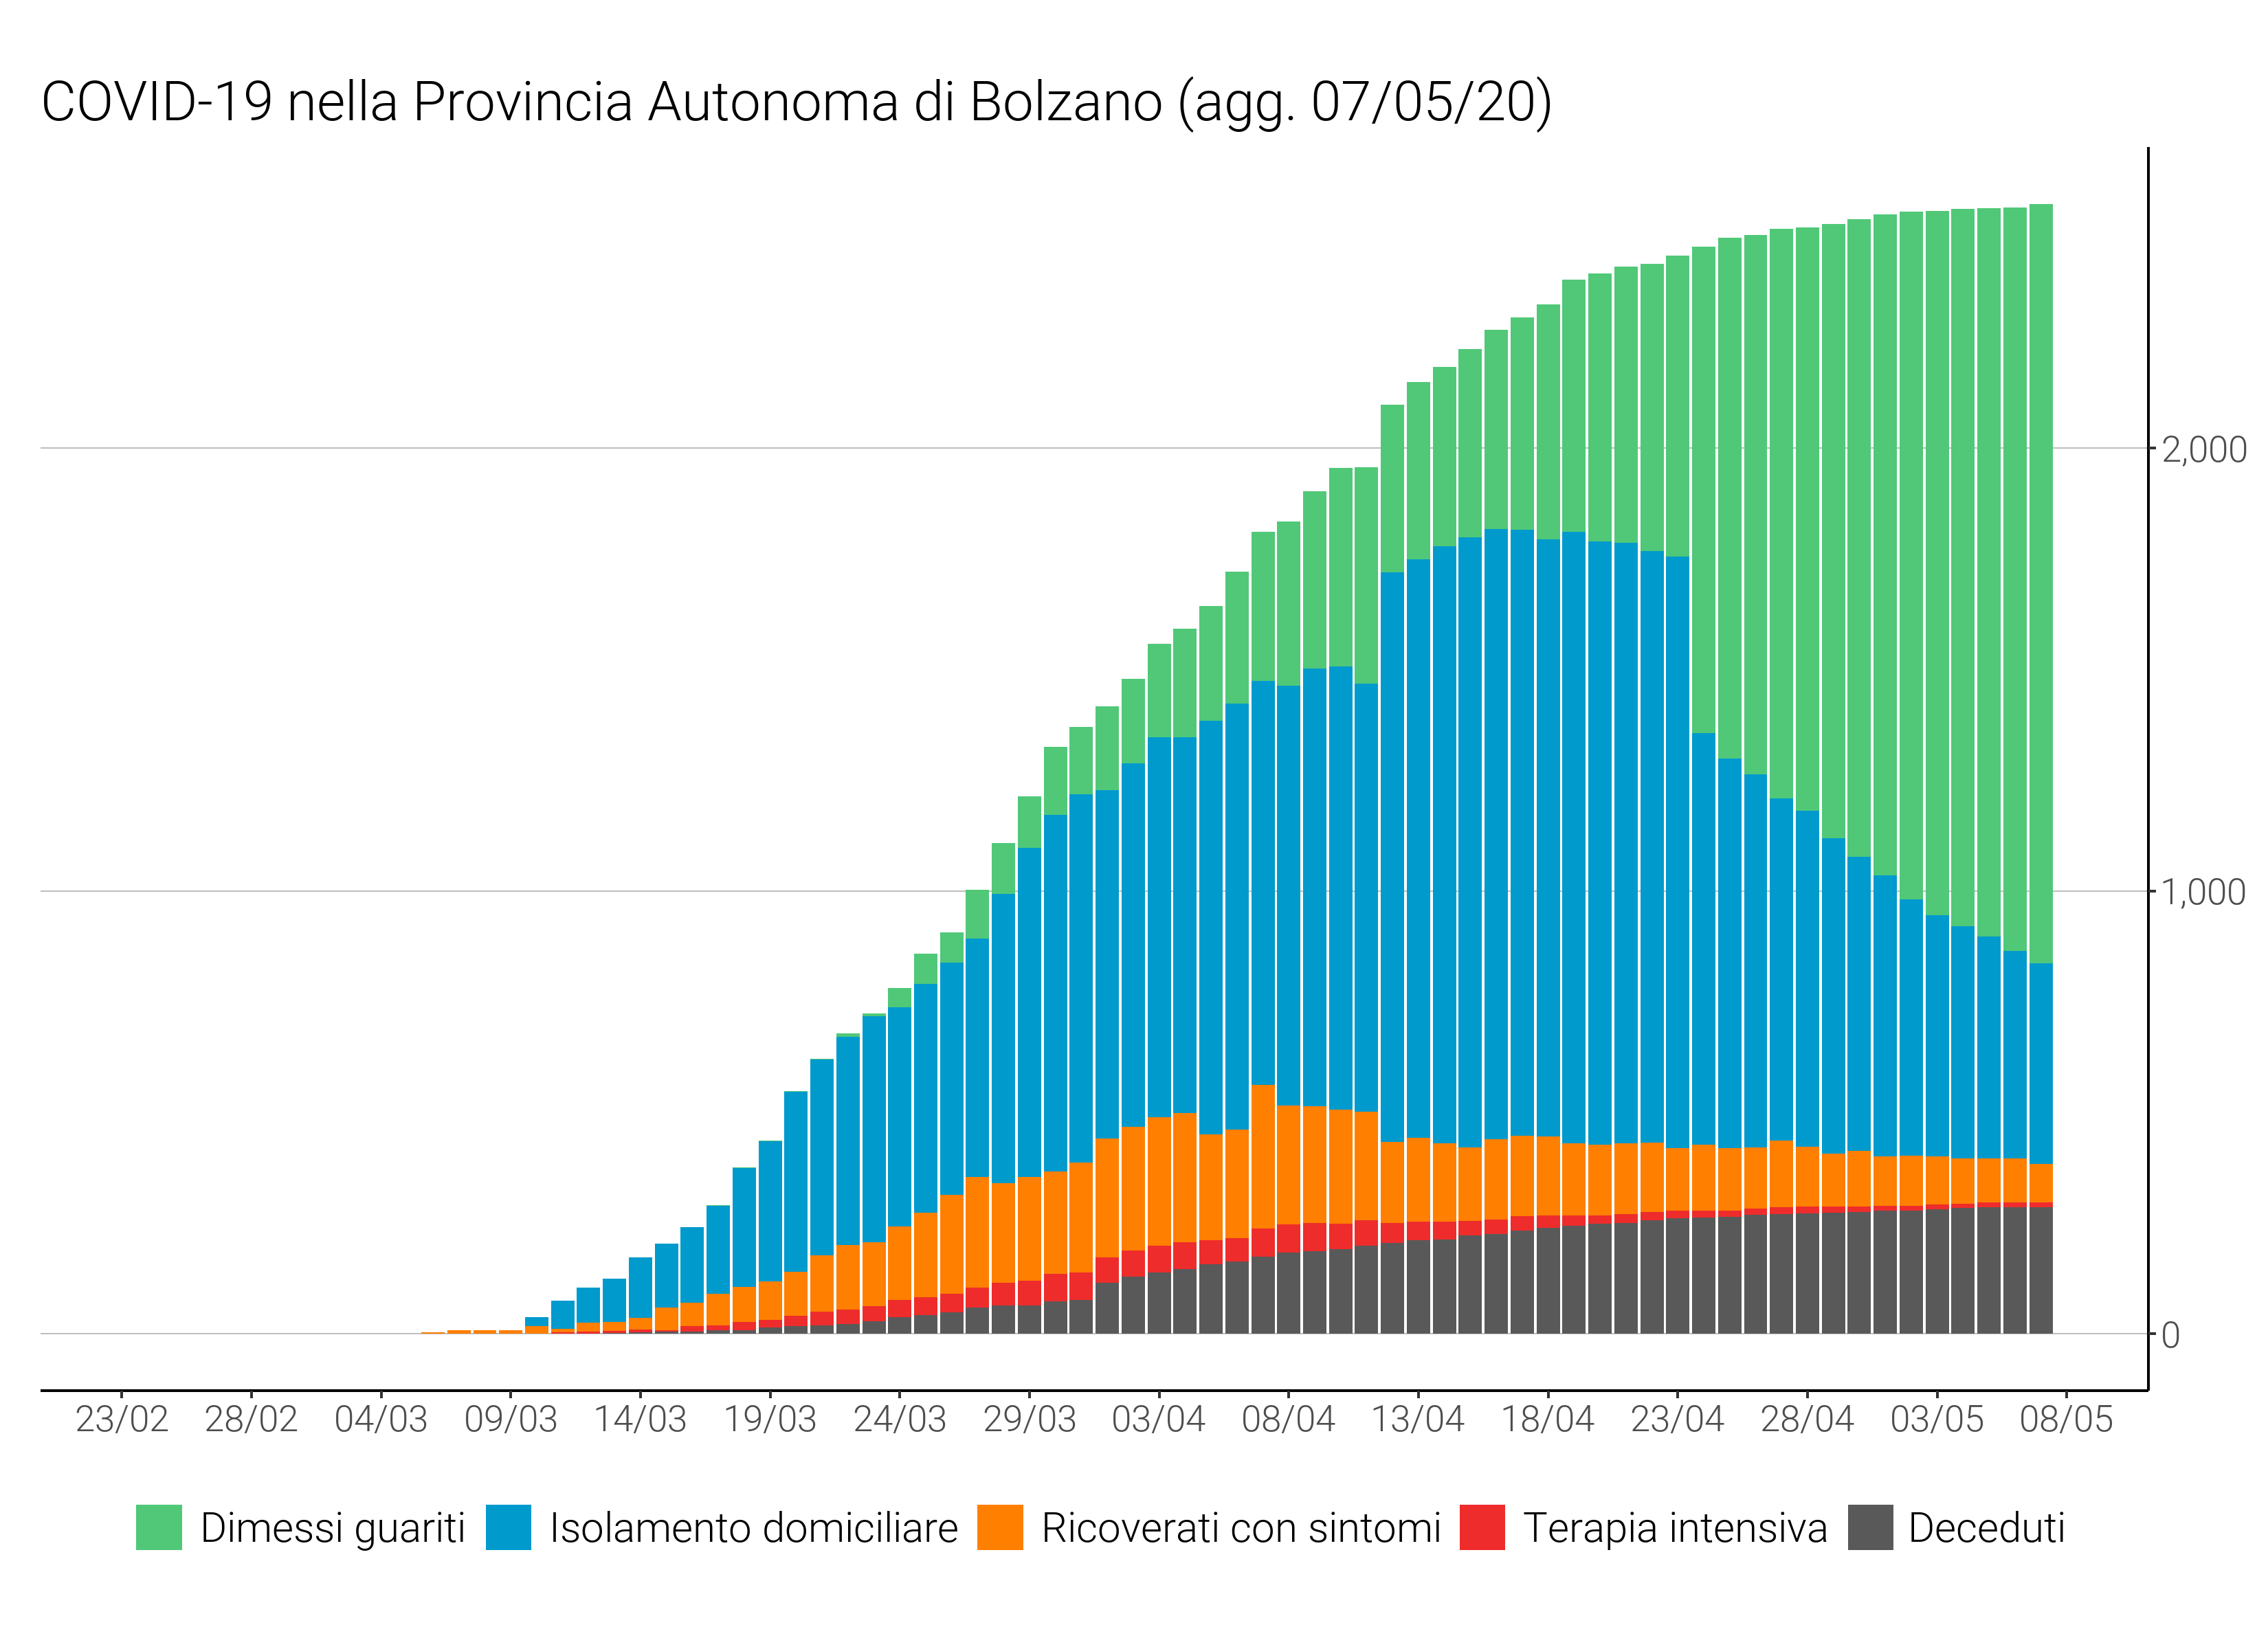 COVID-19 nella Provincia Autonoma di Bolzano (agg. 07/05/20)
2,000
1,000
0
23/02 28/02 04/03 09/03 14/03 19/03 24/03 29/03 03/04 08/04 13/04 18/04 23/04 28/04 03/05 08/05
Dimessi guariti Isolamento domiciliare Ricoverati con sintomi Terapia intensiva Deceduti